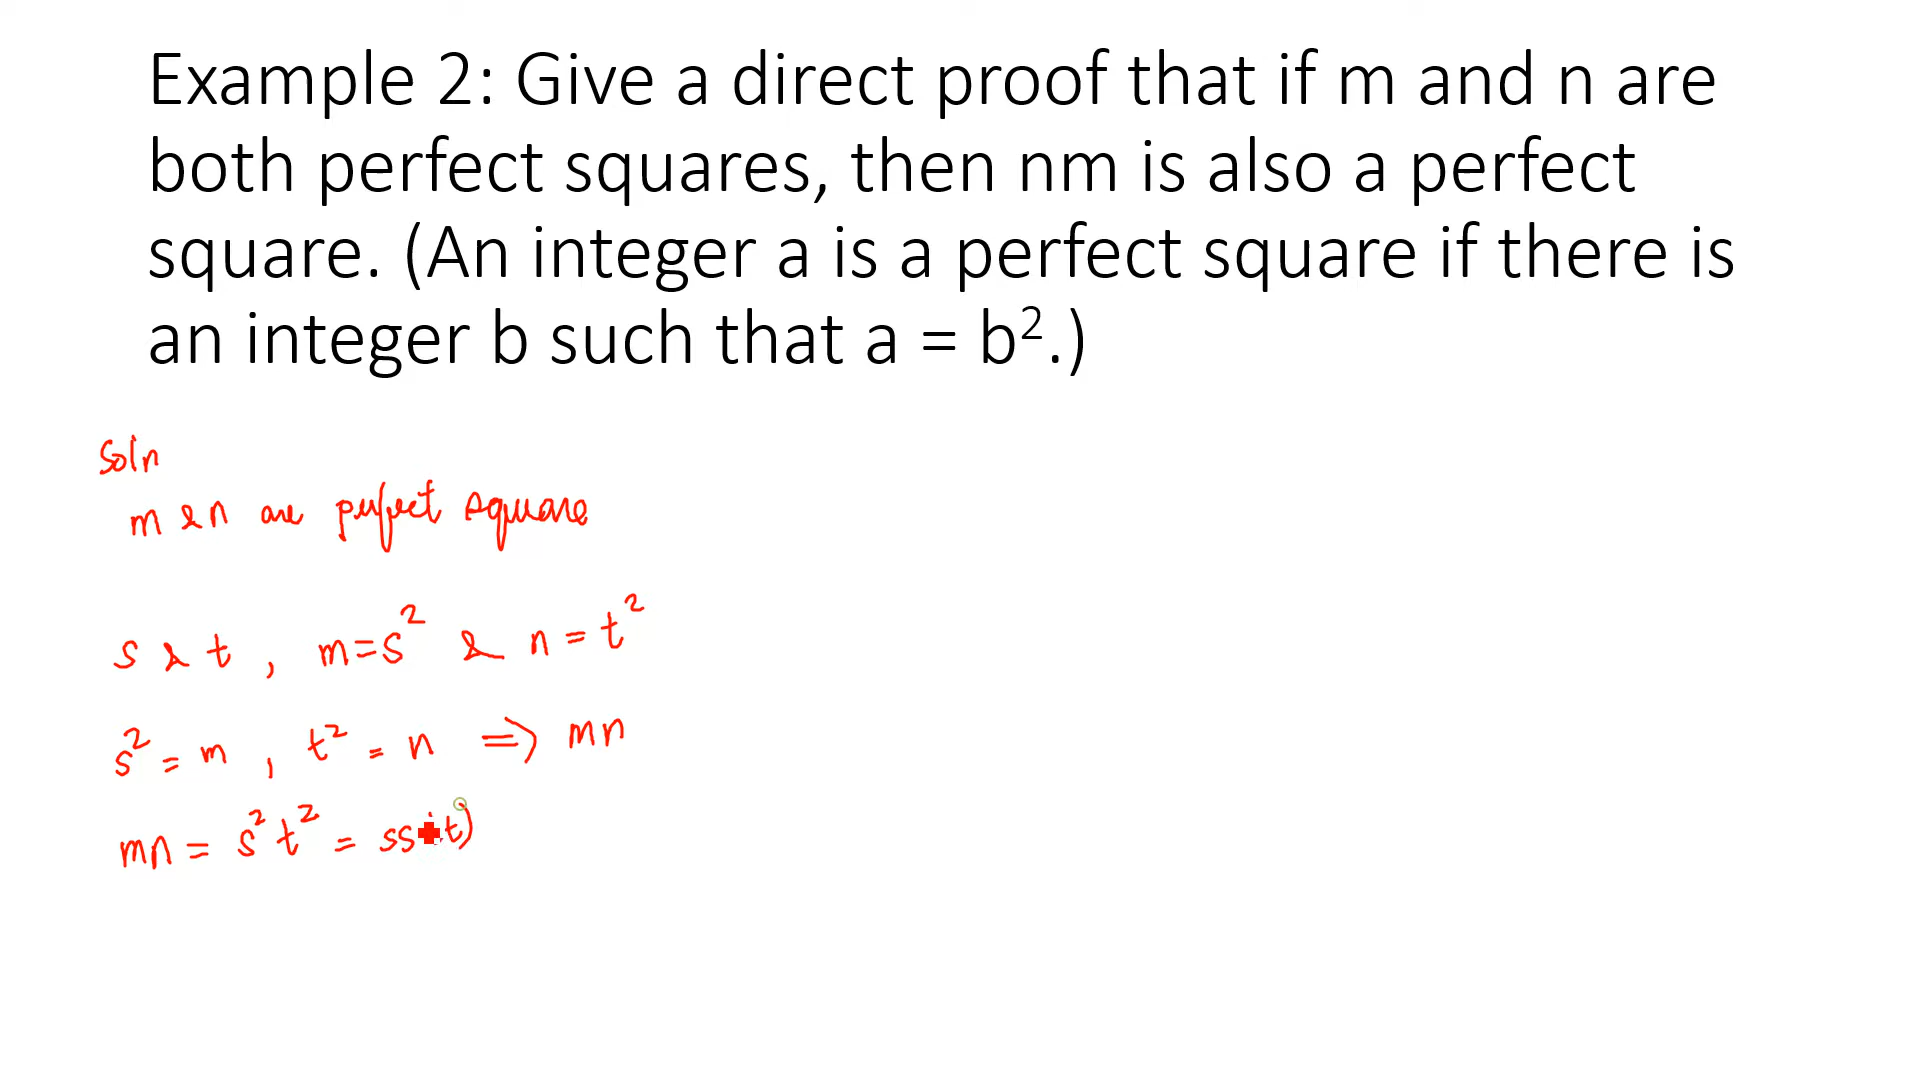 Example 2: Give a direct proof that if m and n are
both perfect squares, then nm is also a perfect
square. (An integer a is a perfect square if there is
an integer b such that a = b².)
Soln
m & n are perfect square
s & t , m=s² & n = t²
s² = m , t² = n ⇒ mn
mn = s² t² = ss